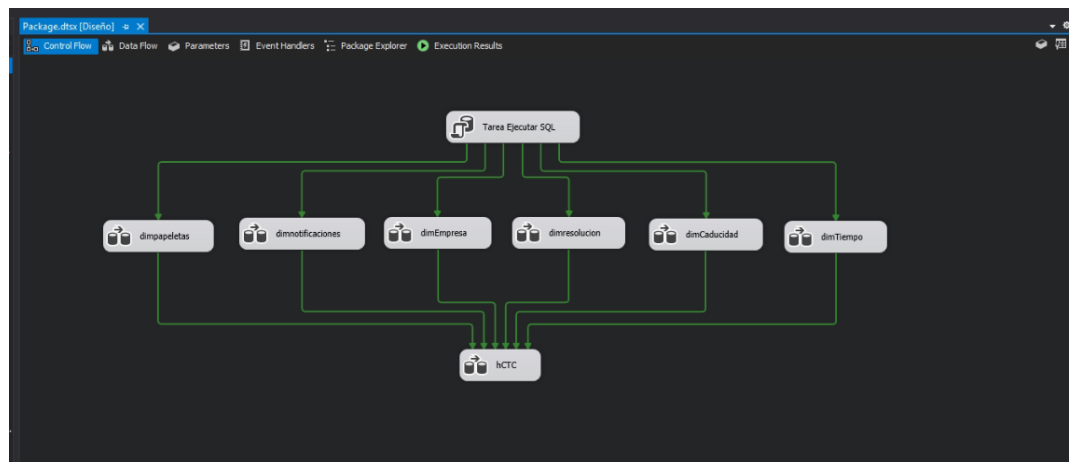 Package.dtsx [Diseño]
Control Flow Data Flow Parameters Event Handlers Package Explorer Execution Results
Tarea Ejecutar SQL
dimpapeletas dimnotificaciones dimEmpresa dimresolucion dimCaducidad dimTiempo
hCTC